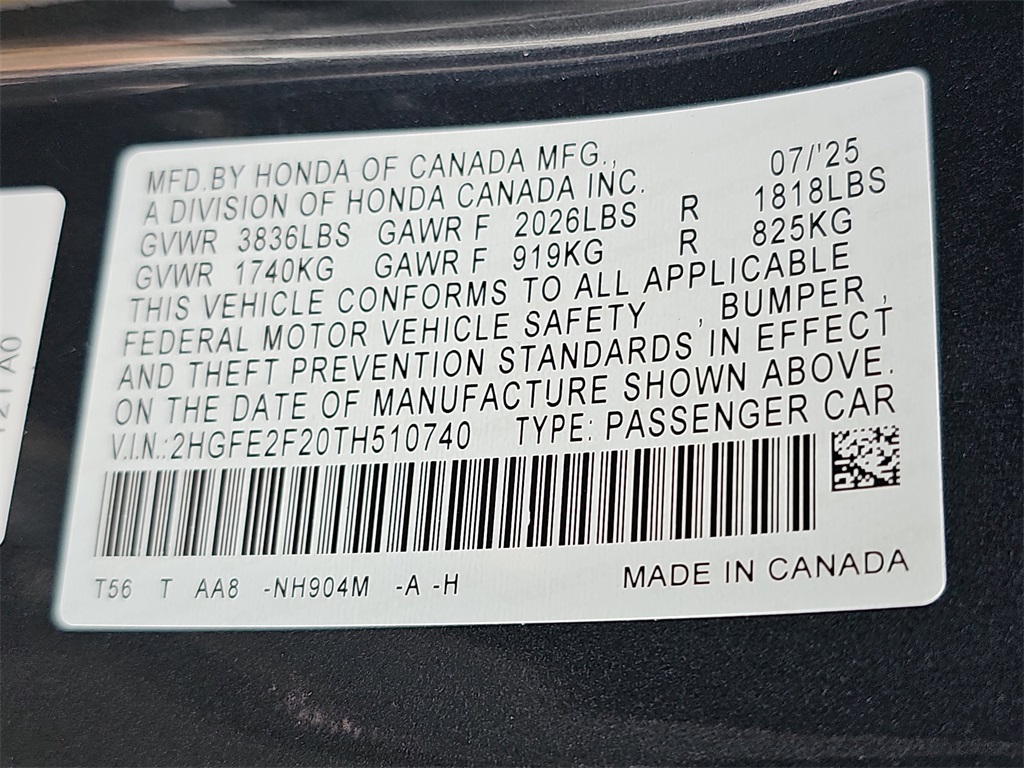 MFD.BY HONDA OF CANADA MFG., 07/'25
A DIVISION OF HONDA CANADA INC.
GVWR 3836LBS GAWR F 2026LBS R 1818LBS
GVWR 1740KG GAWR F 919KG R 825KG
THIS VEHICLE CONFORMS TO ALL APPLICABLE
FEDERAL MOTOR VEHICLE SAFETY , BUMPER ,
AND THEFT PREVENTION STANDARDS IN EFFECT
ON THE DATE OF MANUFACTURE SHOWN ABOVE.
V.I.N.:2HGFE2F20TH510740 TYPE: PASSENGER CAR
T56 T AA8 -NH904M -A -H MADE IN CANADA